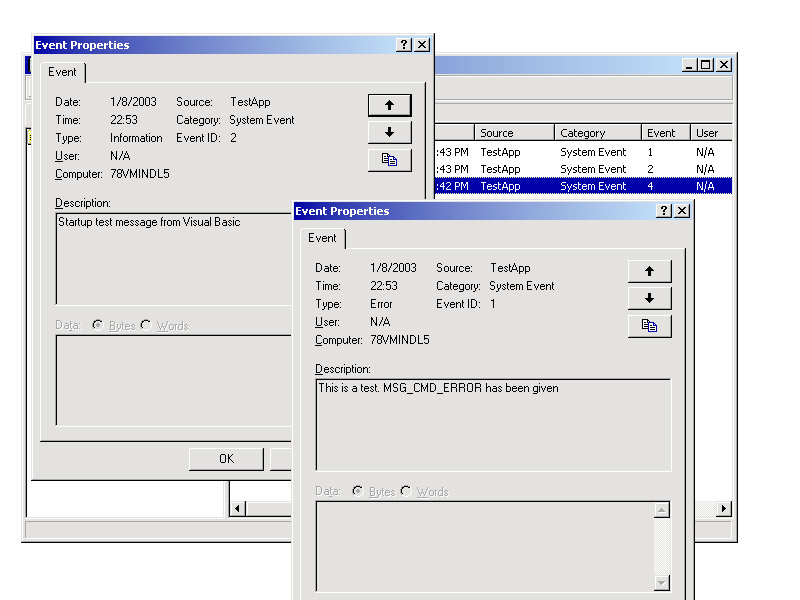 Event Properties
Event
Date: 1/8/2003 Source: TestApp
Time: 22:53 Category: System Event
Type: Information Event ID: 2
User: N/A
Computer: 78VMINDL5
Description:
Startup test message from Visual Basic
Data: Bytes Words
OK
Source Category Event User
:43 PM TestApp System Event 1 N/A
:43 PM TestApp System Event 2 N/A
:42 PM TestApp System Event 4 N/A
Event Properties
Event
Date: 1/8/2003 Source: TestApp
Time: 22:53 Category: System Event
Type: Error Event ID: 1
User: N/A
Computer: 78VMINDL5
Description:
This is a test. MSG_CMD_ERROR has been given
Data: Bytes Words